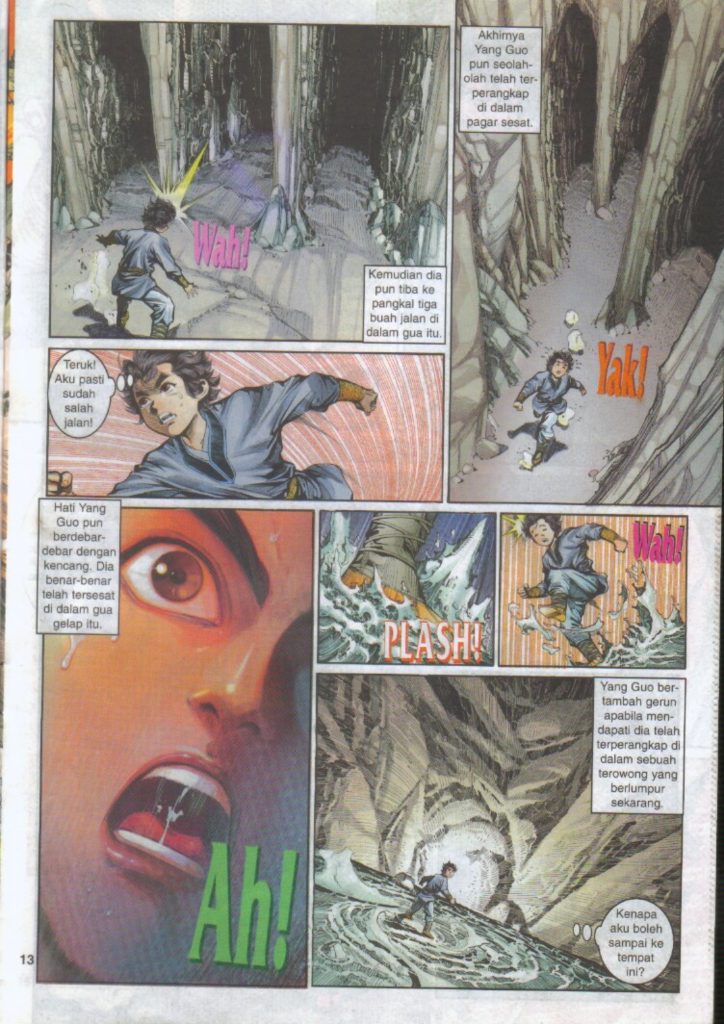 Wah!
Kemudian dia
pun tiba ke
pangkal tiga
buah jalan di
dalam gua itu.
Akhirnya
Yang Guo
pun seolah-
olah telah ter-
perangkap
di dalam
pagar sesat.
Yak!
Teruk!
Aku pasti
sudah
salah
jalan!
Hati Yang
Guo pun
berdebar-
debar dengan
kencang. Dia
benar-benar
telah tersesat
di dalam gua
gelap itu.
Ah!
PLASH!
Wah!
Yang Guo ber-
tambah gerun
apabila men-
dapati dia telah
terperangkap di
dalam sebuah
terowong yang
berlumpur
sekarang.
Kenapa
aku boleh
sampai ke
tempat
ini?
13